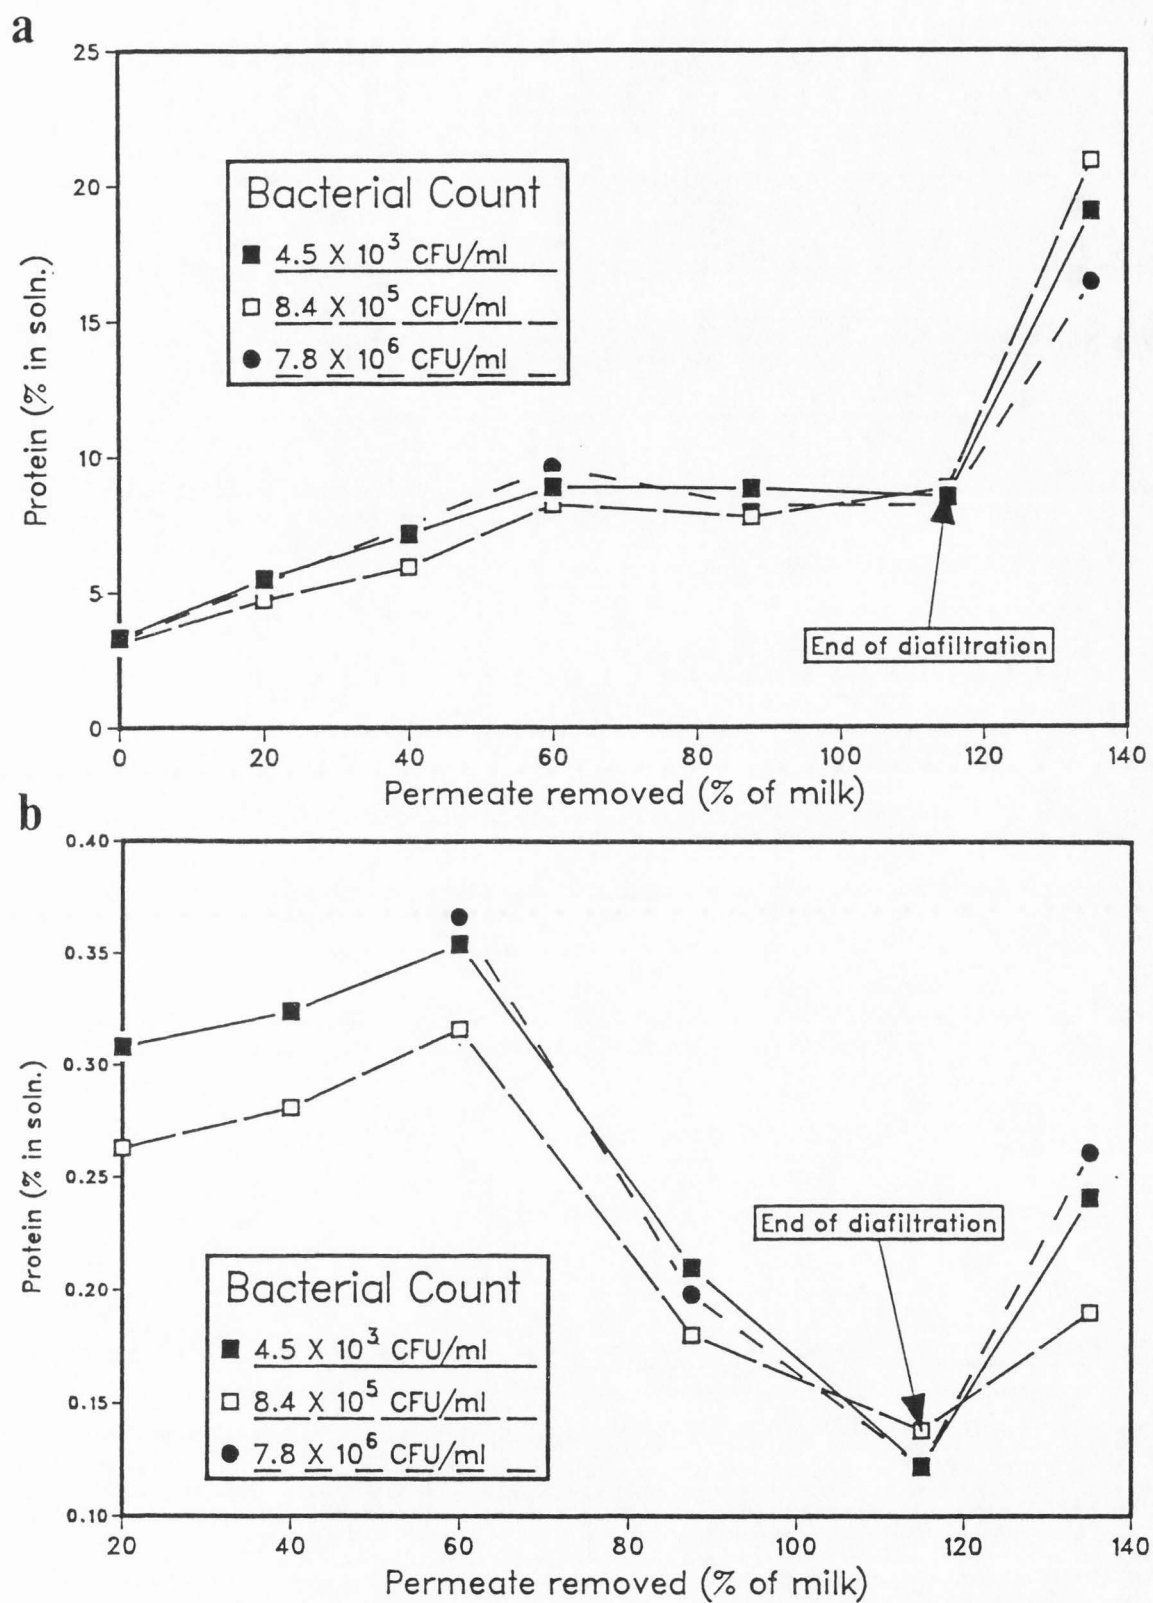 a
25
20
15
10
5
0
Protein (% in soln.)
Bacterial Count
4.5 X 10³ CFU/ml
8.4 X 10⁵ CFU/ml
7.8 X 10⁶ CFU/ml
End of diafiltration
0 20 40 60 80 100 120 140
Permeate removed (% of milk)
b
0.40
0.35
0.30
0.25
0.20
0.15
0.10
Protein (% in soln.)
End of diafiltration
Bacterial Count
4.5 X 10³ CFU/ml
8.4 X 10⁵ CFU/ml
7.8 X 10⁶ CFU/ml
20 40 60 80 100 120 140
Permeate removed (% of milk)